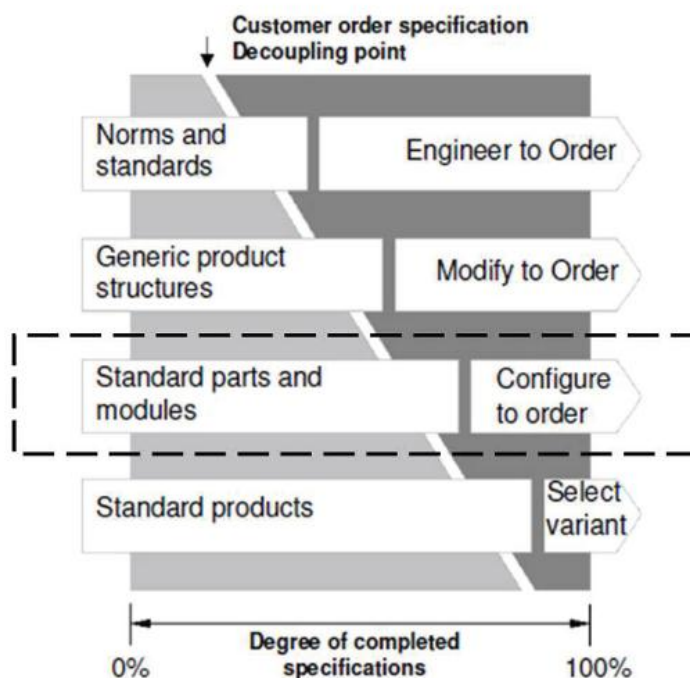 Customer order specification
Decoupling point
Norms and
standards
Engineer to Order
Generic product
structures
Modify to Order
Standard parts and
modules
Configure
to order
Standard products
Select
variant
Degree of completed
specifications
0%
100%